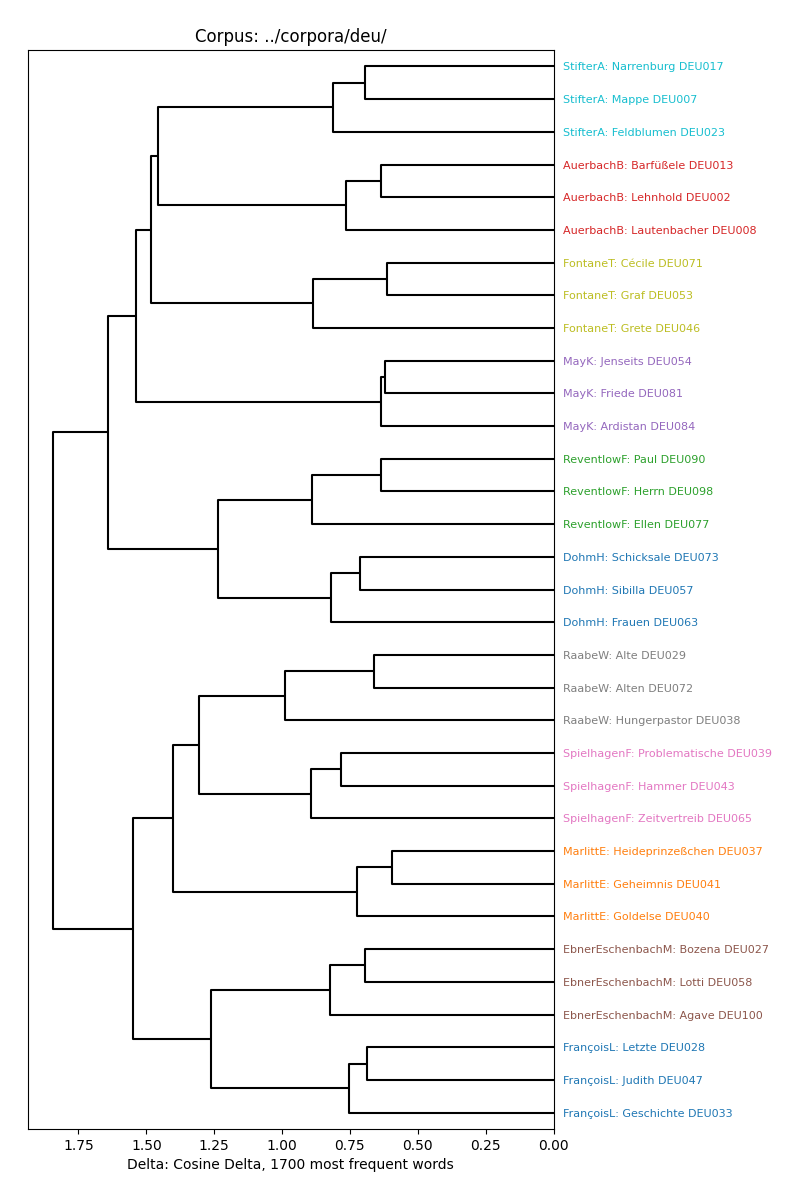 Corpus: ../corpora/deu/
StifterA: Narrenburg DEU017
StifterA: Mappe DEU007
StifterA: Feldblumen DEU023
AuerbachB: Barfüßele DEU013
AuerbachB: Lehnhold DEU002
AuerbachB: Lautenbacher DEU008
FontaneT: Cécile DEU071
FontaneT: Graf DEU053
FontaneT: Grete DEU046
MayK: Jenseits DEU054
MayK: Friede DEU081
MayK: Ardistan DEU084
ReventlowF: Paul DEU090
ReventlowF: Herrn DEU098
ReventlowF: Ellen DEU077
DohmH: Schicksale DEU073
DohmH: Sibilla DEU057
DohmH: Frauen DEU063
RaabeW: Alte DEU029
RaabeW: Alten DEU072
RaabeW: Hungerpastor DEU038
SpielhagenF: Problematische DEU039
SpielhagenF: Hammer DEU043
SpielhagenF: Zeitvertreib DEU065
MarlittE: Heideprinzeßchen DEU037
MarlittE: Geheimnis DEU041
MarlittE: Goldelse DEU040
EbnerEschenbachM: Bozena DEU027
EbnerEschenbachM: Lotti DEU058
EbnerEschenbachM: Agave DEU100
FrançoisL: Letzte DEU028
FrançoisL: Judith DEU047
FrançoisL: Geschichte DEU033
1.75 1.50 1.25 1.00 0.75 0.50 0.25 0.00
Delta: Cosine Delta, 1700 most frequent words